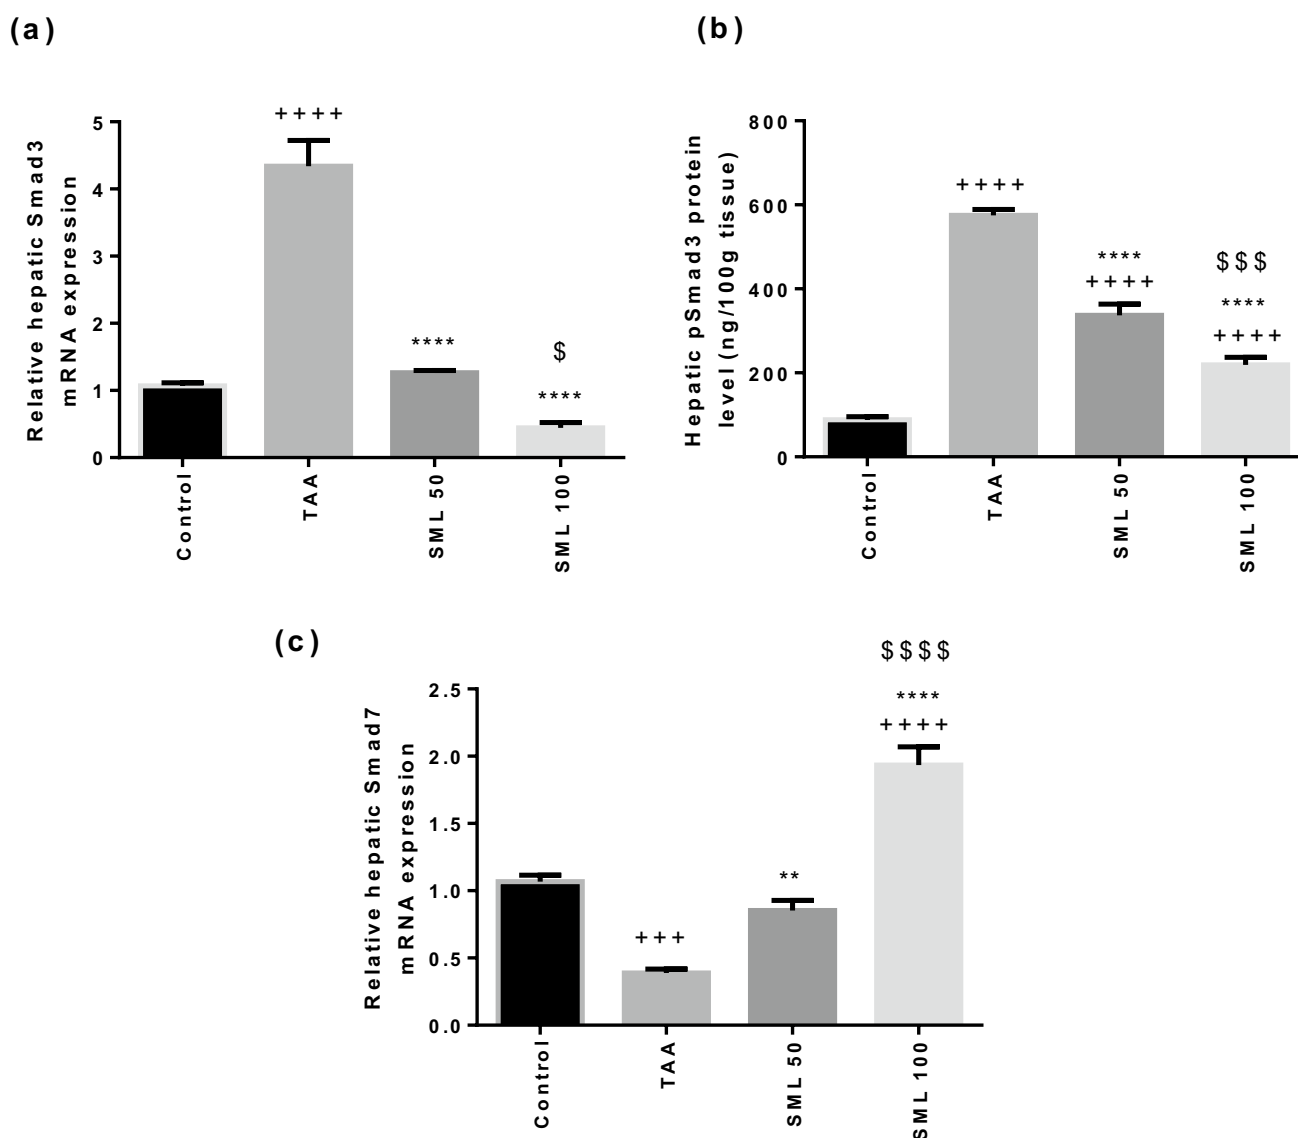 (a)
Relative hepatic Smad3
mRNA expression
5
4
3
2
1
0
++++
****
$
****
Control
TAA
SML 50
SML 100
(b)
Hepatic pSmad3 protein
level (ng/100g tissue)
800
600
400
200
0
++++
****
++++
$$$
****
++++
Control
TAA
SML 50
SML 100
(c)
Relative hepatic Smad7
mRNA expression
2.5
2.0
1.5
1.0
0.5
0.0
+++
**
$$$$
****
++++
Control
TAA
SML 50
SML 100